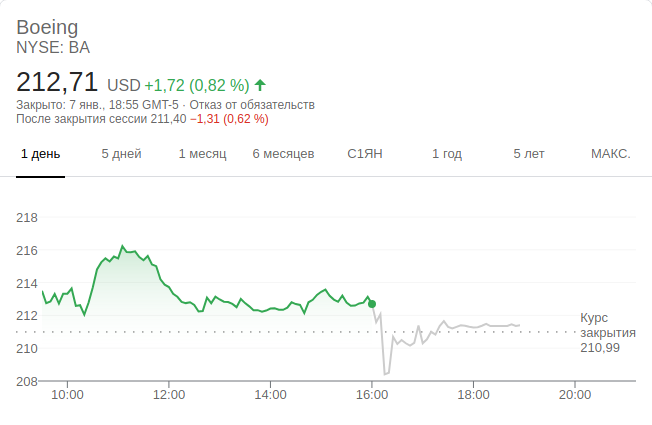 Boeing
NYSE: BA
212,71 USD +1,72 (0,82 %)
Закрыто: 7 янв., 18:55 GMT-5 · Отказ от обязательств
После закрытия сессии 211,40 −1,31 (0,62 %)
1 день 5 дней 1 месяц 6 месяцев С1ЯН 1 год 5 лет МАКС.
218
216
214
212
Курс
закрытия
210,99
210
208
10:00 12:00 14:00 16:00 18:00 20:00